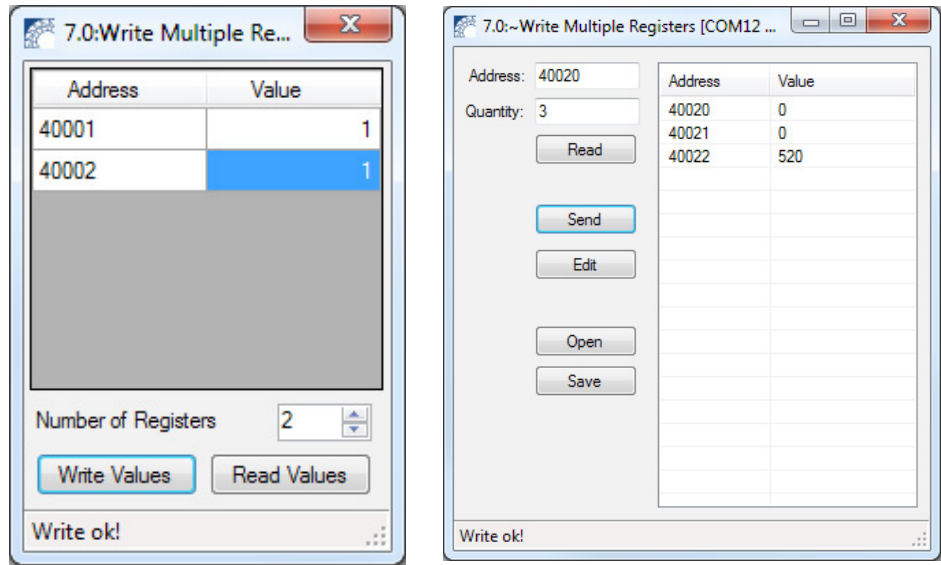 7.0:Write Multiple Re...
Address Value
40001 1
40002 1
Number of Registers 2
Write Values Read Values
Write ok!
7.0:~Write Multiple Registers [COM12 ...
Address: 40020
Quantity: 3
Read
Send
Edit
Open
Save
Address Value
40020 0
40021 0
40022 520
Write ok!